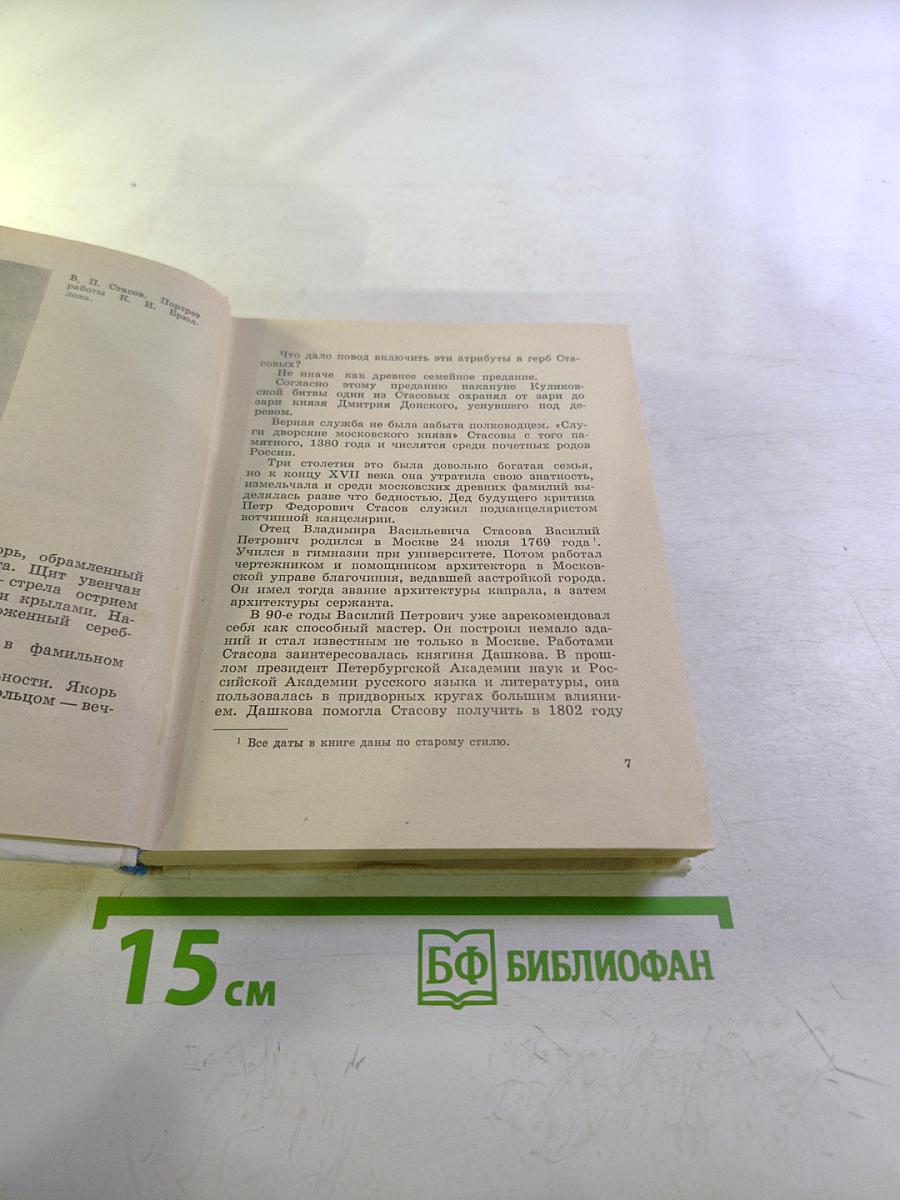 В. П. Стасов. Портрет
работы К. И. Брюл-
лова.
орь, обрамленный
та. Щит увенчан
— стрела острием
и крыльями. На-
оженный сереб-
в фамильном
ьности. Якорь
ольцом — веч-
Что дало повод включить эти атрибуты в герб Ста-
совых?
Не иначе как древнее семейное предание.
Согласно этому преданию накануне Куликов-
ской битвы один из Стасовых охранял от зари до
зари князя Дмитрия Донского, уснувшего под де-
ревом.
Верная служба не была забыта полководцем. «Слу-
ги дворские московского князя» Стасовы с того па-
мятного, 1380 года и числятся среди почетных родов
России.
Три столетия это была довольно богатая семья,
но к концу XVII века она утратила свою знатность,
измельчала и среди московских древних фамилий вы-
делялась разве что бедностью. Дед будущего критика
Петр Федорович Стасов служил подканцеляристом
вотчинной канцелярии.
Отец Владимира Васильевича Стасова Василий
Петрович родился в Москве 24 июля 1769 года¹.
Учился в гимназии при университете. Потом работал
чертежником и помощником архитектора в Москов-
ской управе благочиния, ведавшей застройкой города.
Он имел тогда звание архитектуры капрала, а затем
архитектуры сержанта.
В 90-е годы Василий Петрович уже зарекомендовал
себя как способный мастер. Он построил немало зда-
ний и стал известным не только в Москве. Работами
Стасова заинтересовалась княгиня Дашкова. В прош-
лом президент Петербургской Академии наук и Рос-
сийской Академии русского языка и литературы, она
пользовалась в придворных кругах большим влияни-
ем. Дашкова помогла Стасову получить в 1802 году
¹ Все даты в книге даны по старому стилю.
7
15 см
БФ БИБЛИОФАН